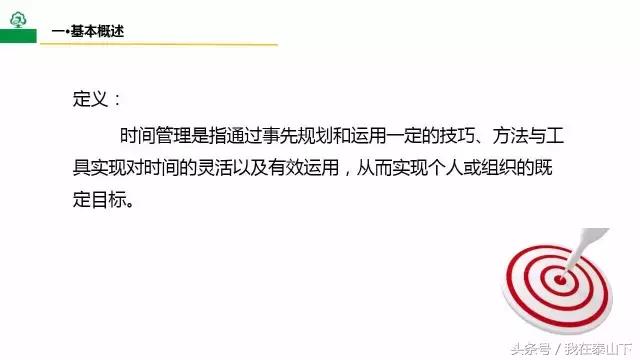 一•基本概述
定义：
时间管理是指通过事先规划和运用一定的技巧、方法与工
具实现对时间的灵活以及有效运用，从而实现个人或组织的既
定目标。
头条号 / 我在泰山下